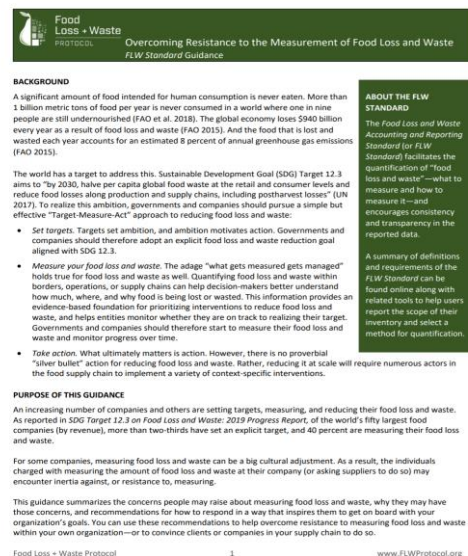 Food
Loss + Waste
PROTOCOL
Overcoming Resistance to the Measurement of Food Loss and Waste
FLW Standard Guidance
BACKGROUND
A significant amount of food intended for human consumption is never eaten. More than
1 billion metric tons of food per year is never consumed in a world where one in nine
people are still undernourished (FAO et al. 2018). The global economy loses $940 billion
every year as a result of food loss and waste (FAO 2015). And the food that is lost and
wasted each year accounts for an estimated 8 percent of annual greenhouse gas emissions
(FAO 2015).
The world has a target to address this. Sustainable Development Goal (SDG) Target 12.3
aims to “by 2030, halve per capita global food waste at the retail and consumer levels and
reduce food losses along production and supply chains, including postharvest losses” (UN
2017). To realize this ambition, governments and companies should pursue a simple but
effective “Target-Measure-Act” approach to reducing food loss and waste:
• Set targets. Targets set ambition, and ambition motivates action. Governments and
companies should therefore adopt an explicit food loss and waste reduction goal
aligned with SDG 12.3.
• Measure your food loss and waste. The adage “what gets measured gets managed”
holds true for food loss and waste as well. Quantifying food loss and waste within
borders, operations, or supply chains can help decision-makers better understand
how much, where, and why food is being lost or wasted. This information provides an
evidence-based foundation for prioritizing interventions to reduce food loss and
waste, and helps entities monitor whether they are on track to realizing their target.
Governments and companies should therefore start to measure their food loss and
waste and monitor progress over time.
• Take action. What ultimately matters is action. However, there is no proverbial
“silver bullet” action for reducing food loss and waste. Rather, reducing it at scale will require numerous actors in
the food supply chain to implement a variety of context-specific interventions.
ABOUT THE FLW
STANDARD
The Food Loss and Waste
Accounting and Reporting
Standard (or FLW
Standard) facilitates the
quantification of “food
loss and waste”—what to
measure and how to
measure it—and
encourages consistency
and transparency in the
reported data.
A summary of definitions
and requirements of the
FLW Standard can be
found online along with
related tools to help users
report the scope of their
inventory and select a
method for quantification.
PURPOSE OF THIS GUIDANCE
An increasing number of companies and others are setting targets, measuring, and reducing their food loss and waste.
As reported in SDG Target 12.3 on Food Loss and Waste: 2019 Progress Report, of the world’s fifty largest food
companies (by revenue), more than two-thirds have set an explicit target, and 40 percent are measuring their food loss
and waste.
For some companies, measuring food loss and waste can be a big cultural adjustment. As a result, the individuals
charged with measuring the amount of food loss and waste at their company (or asking suppliers to do so) may
encounter inertia against, or resistance to, measuring.
This guidance summarizes the concerns people may raise about measuring food loss and waste, why they may have
those concerns, and recommendations for how to respond in a way that inspires them to get on board with your
organization’s goals. You can use these recommendations to help overcome resistance to measuring food loss and waste
within your own organization—or to convince clients or companies in your supply chain to do so.
Food Loss + Waste Protocol 1 www.FLWProtocol.org